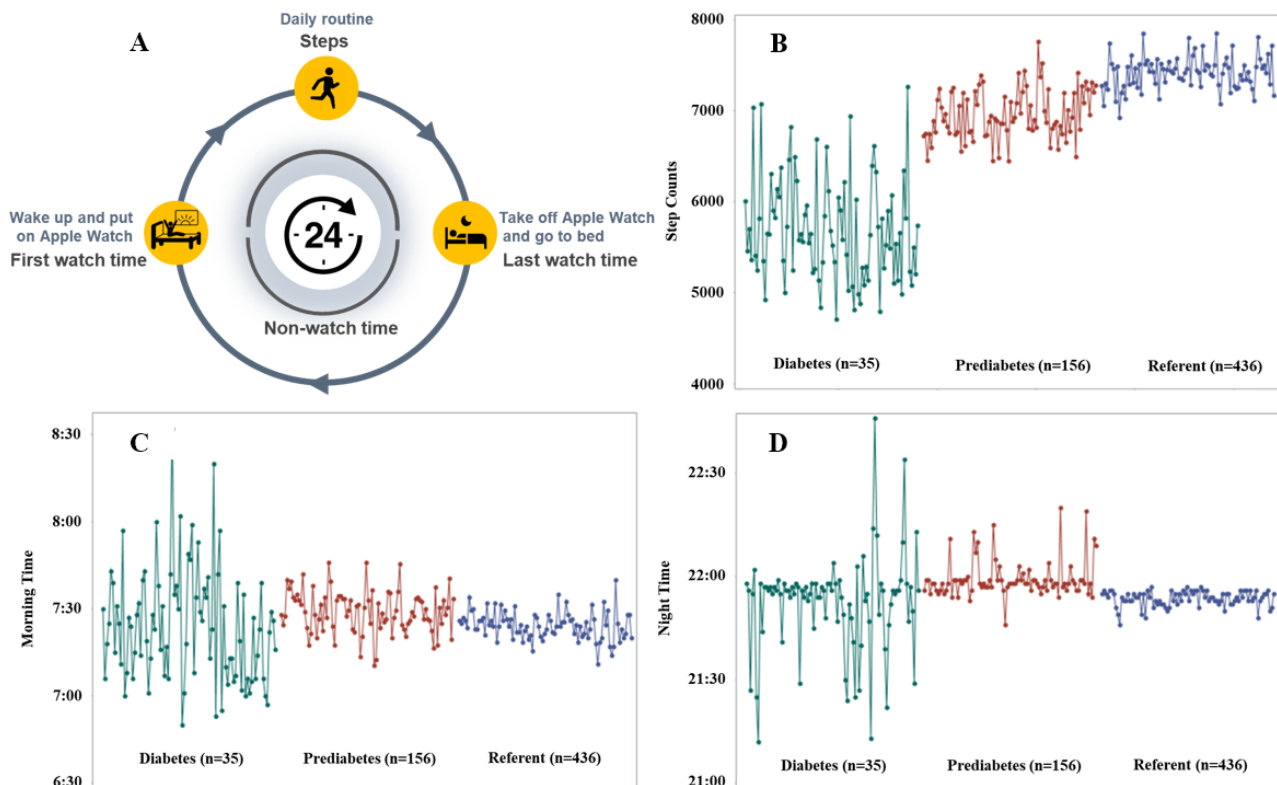 A
Daily routine
Steps
Wake up and put
on Apple Watch
First watch time
24
Take off Apple Watch
and go to bed
Last watch time
Non-watch time
B
8000
7000
6000
5000
4000
Step Counts
Diabetes (n=35)
Prediabetes (n=156)
Referent (n=436)
C
8:30
8:00
7:30
7:00
6:30
Morning Time
Diabetes (n=35)
Prediabetes (n=156)
Referent (n=436)
D
22:30
22:00
21:30
21:00
Night Time
Diabetes (n=35)
Prediabetes (n=156)
Referent (n=436)